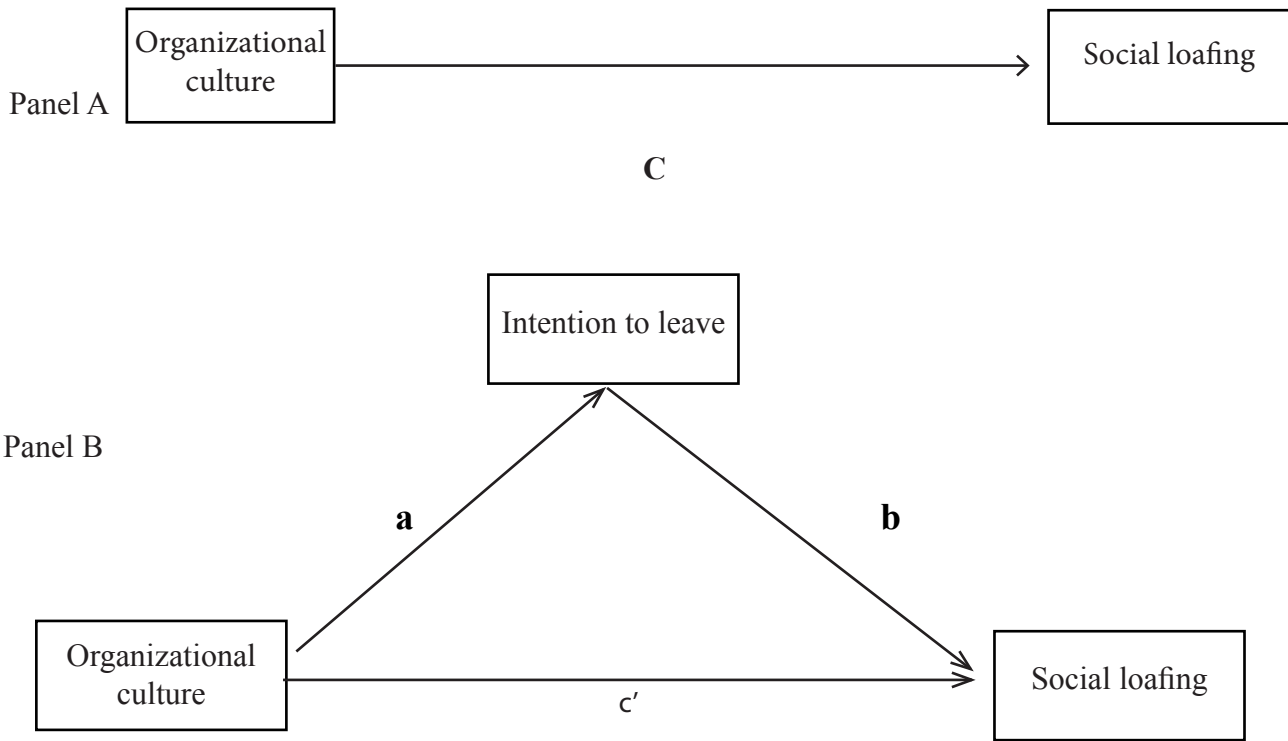 Organizational
culture
Social loafing
Panel A
C
Intention to leave
Panel B
a
b
Organizational
culture
Social loafing
c’